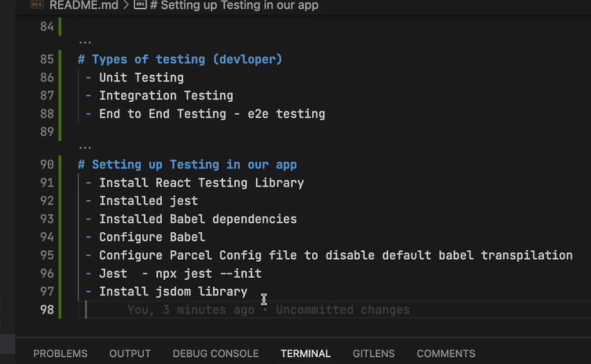 README.md > # Setting up Testing in our app
84
...
85 # Types of testing (devloper)
86 - Unit Testing
87 - Integration Testing
88 - End to End Testing - e2e testing
89
...
90 # Setting up Testing in our app
91 - Install React Testing Library
92 - Installed jest
93 - Installed Babel dependencies
94 - Configure Babel
95 - Configure Parcel Config file to disable default babel transpilation
96 - Jest - npx jest --init
97 - Install jsdom library
98 You, 3 minutes ago • Uncommitted changes
PROBLEMS OUTPUT DEBUG CONSOLE TERMINAL GITLENS COMMENTS